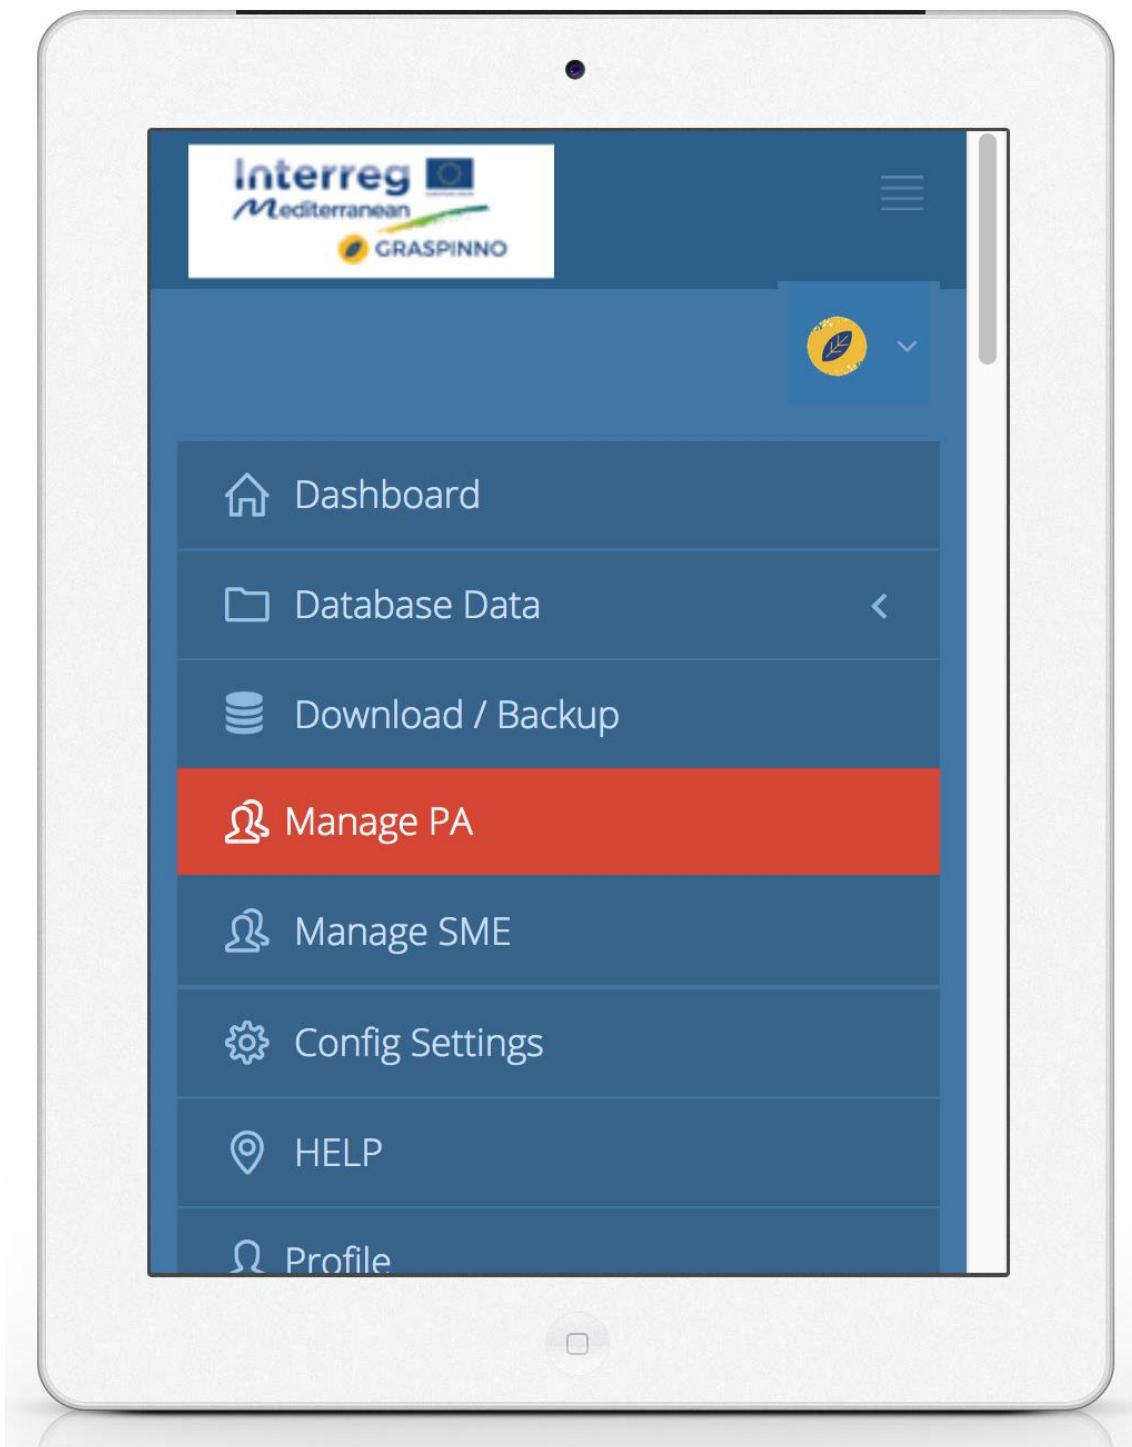 Interreg
Mediterranean
GRASPINNO
Dashboard
Database Data
Download / Backup
Manage PA
Manage SME
Config Settings
HELP
Profile